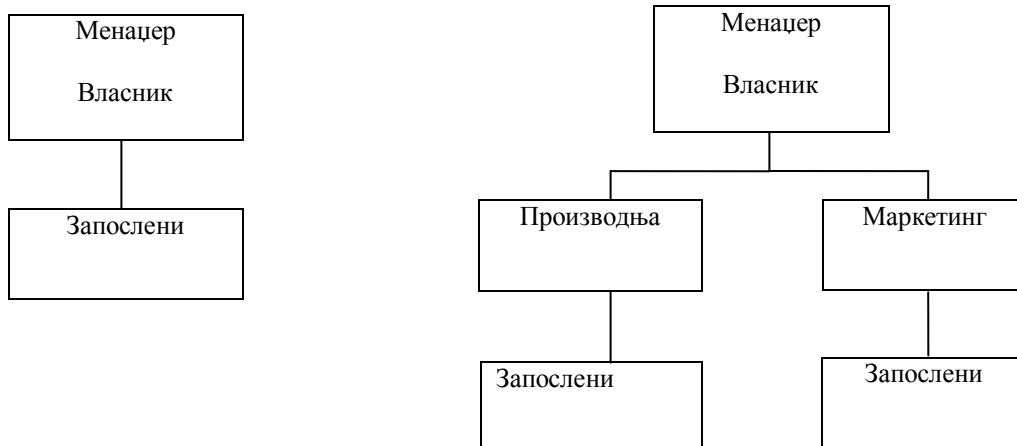 Менаџер
Власник
Запослени
Менаџер
Власник
Производња
Маркетинг
Запослени
Запослени